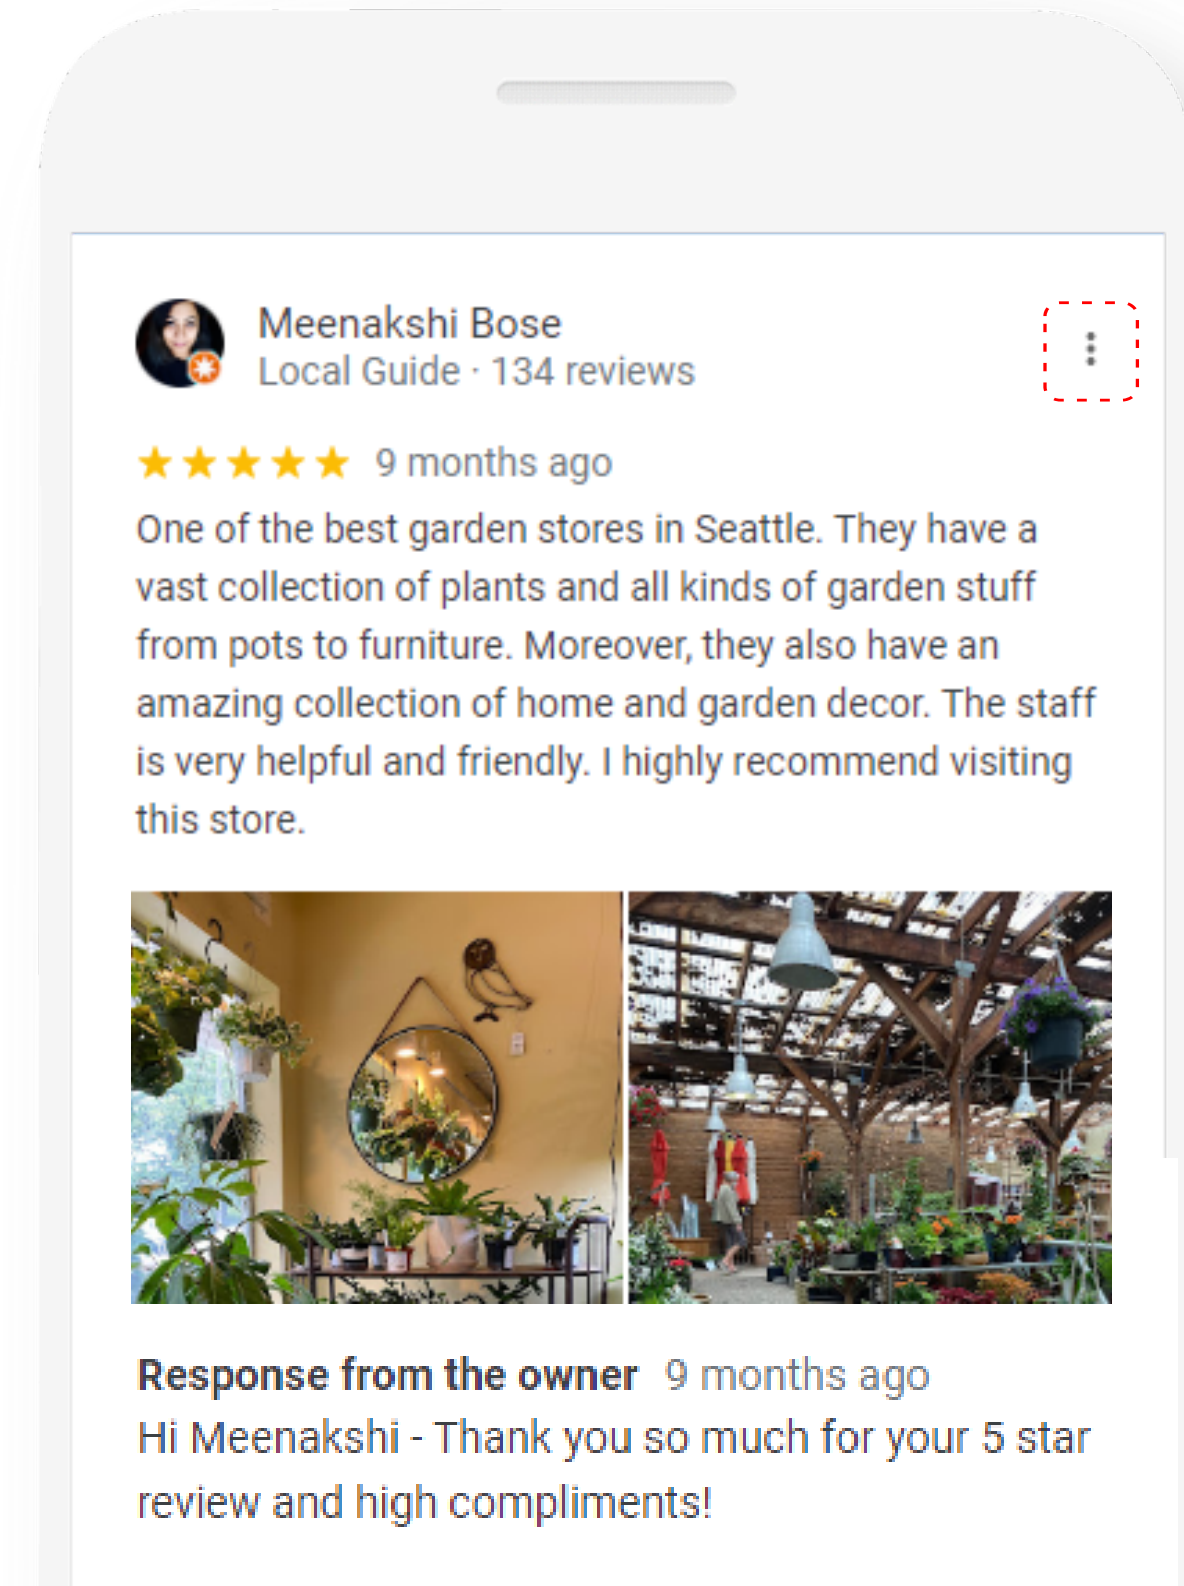 Meenakshi Bose
Local Guide · 134 reviews
9 months ago
One of the best garden stores in Seattle. They have a
vast collection of plants and all kinds of garden stuff
from pots to furniture. Moreover, they also have an
amazing collection of home and garden decor. The staff
is very helpful and friendly. I highly recommend visiting
this store.
Response from the owner 9 months ago
Hi Meenakshi - Thank you so much for your 5 star
review and high compliments!